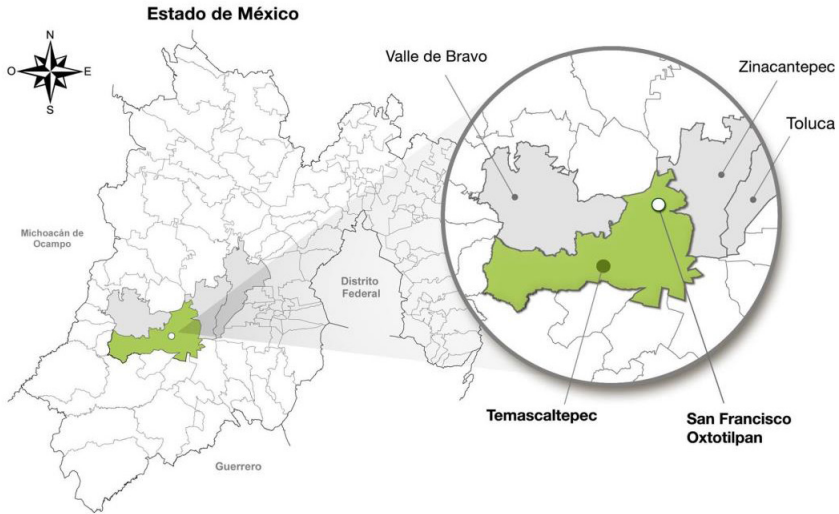 Estado de México
N
O
E
S
Valle de Bravo
Zinacantepec
Toluca
Michoacán de
Ocampo
Distrito
Federal
Temascaltepec
San Francisco
Oxtotilpan
Guerrero